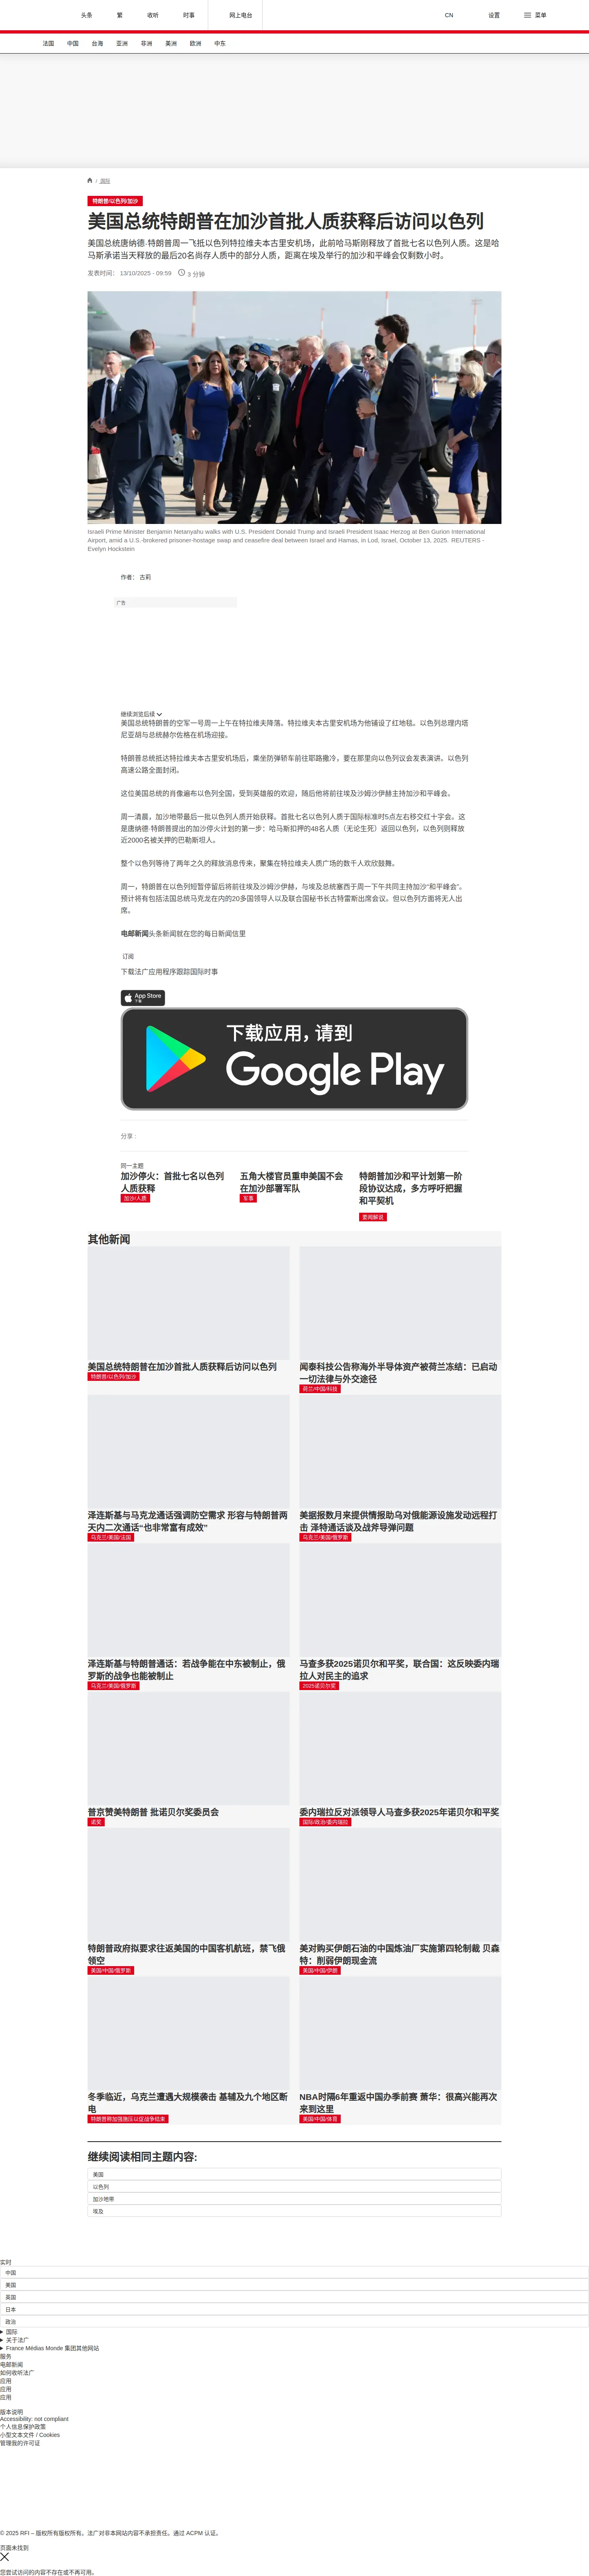 头条
繁
收听
时事
网上电台
CN
设置
菜单
法国
中国
台海
亚洲
非洲
美洲
欧洲
中东
/ 国际
特朗普/以色列/加沙
美国总统特朗普在加沙首批人质获释后访问以色列
美国总统唐纳德·特朗普周一飞抵以色列特拉维夫本古里安机场，此前哈马斯刚释放了首批七名以色列人质。这是哈
马斯承诺当天释放的最后20名尚存人质中的部分人质，距离在埃及举行的加沙和平峰会仅剩数小时。
发表时间： 13/10/2025 - 09:59
3 分钟
Israeli Prime Minister Benjamin Netanyahu walks with U.S. President Donald Trump and Israeli President Isaac Herzog at Ben Gurion International
Airport, amid a U.S.-brokered prisoner-hostage swap and ceasefire deal between Israel and Hamas, in Lod, Israel, October 13, 2025. REUTERS -
Evelyn Hockstein
作者： 古莉
广告
继续浏览后续
美国总统特朗普的空军一号周一上午在特拉维夫降落。特拉维夫本古里安机场为他铺设了红地毯。以色列总理内塔
尼亚胡与总统赫尔佐格在机场迎接。
特朗普总统抵达特拉维夫本古里安机场后，乘坐防弹轿车前往耶路撒冷，要在那里向以色列议会发表演讲。以色列
高速公路全面封闭。
这位美国总统的肖像遍布以色列全国，受到英雄般的欢迎，随后他将前往埃及沙姆沙伊赫主持加沙和平峰会。
周一清晨，加沙地带最后一批以色列人质开始获释。首批七名以色列人质于国际标准时5点左右移交红十字会。这
是唐纳德·特朗普提出的加沙停火计划的第一步：哈马斯扣押的48名人质（无论生死）返回以色列，以色列则释放
近2000名被关押的巴勒斯坦人。
整个以色列等待了两年之久的释放消息传来，聚集在特拉维夫人质广场的数千人欢欣鼓舞。
周一，特朗普在以色列短暂停留后将前往埃及沙姆沙伊赫，与埃及总统塞西于周一下午共同主持加沙“和平峰会”。
预计将有包括法国总统马克龙在内的20多国领导人以及联合国秘书长古特雷斯出席会议。但以色列方面将无人出
席。
电邮新闻头条新闻就在您的每日新闻信里
订阅
下载法广应用程序跟踪国际时事
App Store
下载
下载应用，请到
Google Play
分享：
同一主题
加沙停火：首批七名以色列
人质获释
加沙/人质
五角大楼官员重申美国不会
在加沙部署军队
军事
特朗普加沙和平计划第一阶
段协议达成，多方呼吁把握
和平契机
要闻解说
其他新闻
美国总统特朗普在加沙首批人质获释后访问以色列
特朗普/以色列/加沙
闻泰科技公告称海外半导体资产被荷兰冻结：已启动
一切法律与外交途径
荷兰/中国/科技
泽连斯基与马克龙通话强调防空需求 形容与特朗普两
天内二次通话“也非常富有成效”
乌克兰/美国/法国
美据报数月来提供情报助乌对俄能源设施发动远程打
击 泽特通话谈及战斧导弹问题
乌克兰/美国/俄罗斯
泽连斯基与特朗普通话：若战争能在中东被制止，俄
罗斯的战争也能被制止
乌克兰/美国/俄罗斯
马查多获2025诺贝尔和平奖，联合国：这反映委内瑞
拉人对民主的追求
2025诺贝尔奖
普京赞美特朗普 批诺贝尔奖委员会
诺奖
委内瑞拉反对派领导人马查多获2025年诺贝尔和平奖
国际/政治/委内瑞拉
特朗普政府拟要求往返美国的中国客机航班，禁飞俄
领空
美国/中国/俄罗斯
美对购买伊朗石油的中国炼油厂实施第四轮制裁 贝森
特：削弱伊朗现金流
美国/中国/伊朗
冬季临近，乌克兰遭遇大规模袭击 基辅及九个地区断
电
特朗普称加强施压以促战争结束
NBA时隔6年重返中国办季前赛 萧华：很高兴能再次
来到这里
美国/中国/体育
继续阅读相同主题内容:
美国
以色列
加沙地带
埃及
实时
中国
美国
英国
日本
政治
国际
关于法广
France Médias Monde 集团其他网站
服务
电邮新闻
如何收听法广
应用
应用
应用
版本说明
Accessibility: not compliant
个人信息保护政策
小型文本文件 / Cookies
管理我的许可证
© 2025 RFI – 版权所有版权所有。法广对非本网站内容不承担责任。通过 ACPM 认证。
页面未找到
您尝试访问的内容不存在或不再可用。